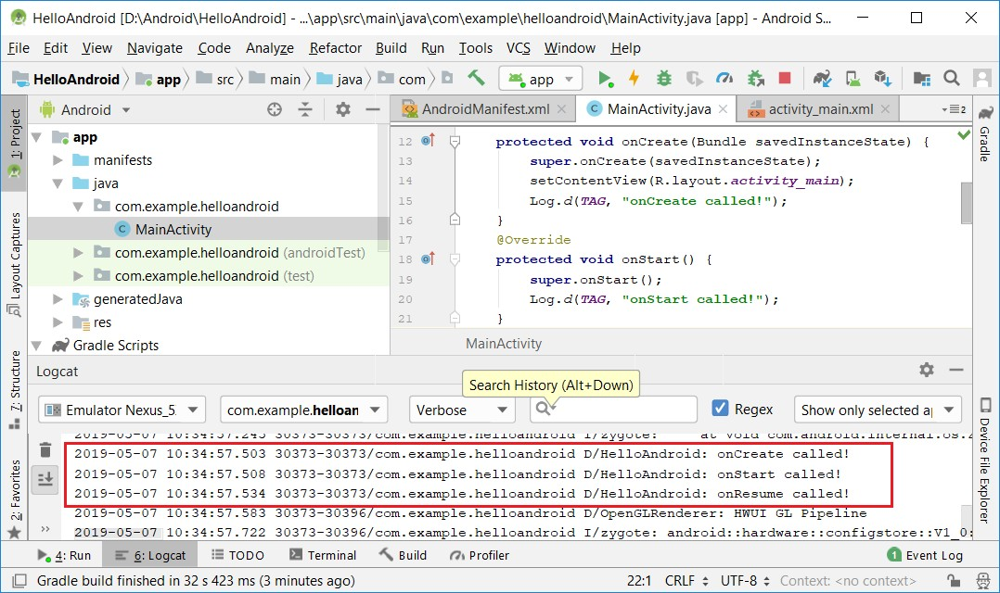 HelloAndroid [D:\Android\HelloAndroid] - ...\app\src\main\java\com\example\helloandroid\MainActivity.java [app] - Android S...
File Edit View Navigate Code Analyze Refactor Build Run Tools VCS Window Help
HelloAndroid app src main java com app
1: Project
Layout Captures
7: Structure
2: Favorites
Android
app
manifests
java
com.example.helloandroid
MainActivity
com.example.helloandroid (androidTest)
com.example.helloandroid (test)
generatedJava
res
Gradle Scripts
AndroidManifest.xml MainActivity.java activity_main.xml 2
12 protected void onCreate(Bundle savedInstanceState) {
13 super.onCreate(savedInstanceState);
14 setContentView(R.layout.activity_main);
15 Log.d(TAG, "onCreate called!");
16 }
17 @Override
18 protected void onStart() {
19 super.onStart();
20 Log.d(TAG, "onStart called!");
21 }
MainActivity
Gradle
Device File Explorer
Logcat
Search History (Alt+Down)
Emulator Nexus_5 com.example.helloan Verbose Regex Show only selected a
2019-05-07 10:34:57.245 30373-30373/com.example.helloandroid I/zygote: at void com.android.internal.os.
2019-05-07 10:34:57.503 30373-30373/com.example.helloandroid D/HelloAndroid: onCreate called!
2019-05-07 10:34:57.508 30373-30373/com.example.helloandroid D/HelloAndroid: onStart called!
2019-05-07 10:34:57.534 30373-30373/com.example.helloandroid D/HelloAndroid: onResume called!
2019-05-07 10:34:57.583 30373-30396/com.example.helloandroid D/OpenGLRenderer: HWUI GL Pipeline
2019-05-07 10:34:57.722 30373-30396/com.example.helloandroid I/zygote: android::hardware::configstore::V1_0:
4: Run 6: Logcat TODO Terminal Build Profiler 1 Event Log
Gradle build finished in 32 s 423 ms (3 minutes ago) 22:1 CRLF UTF-8 Context: <no context>